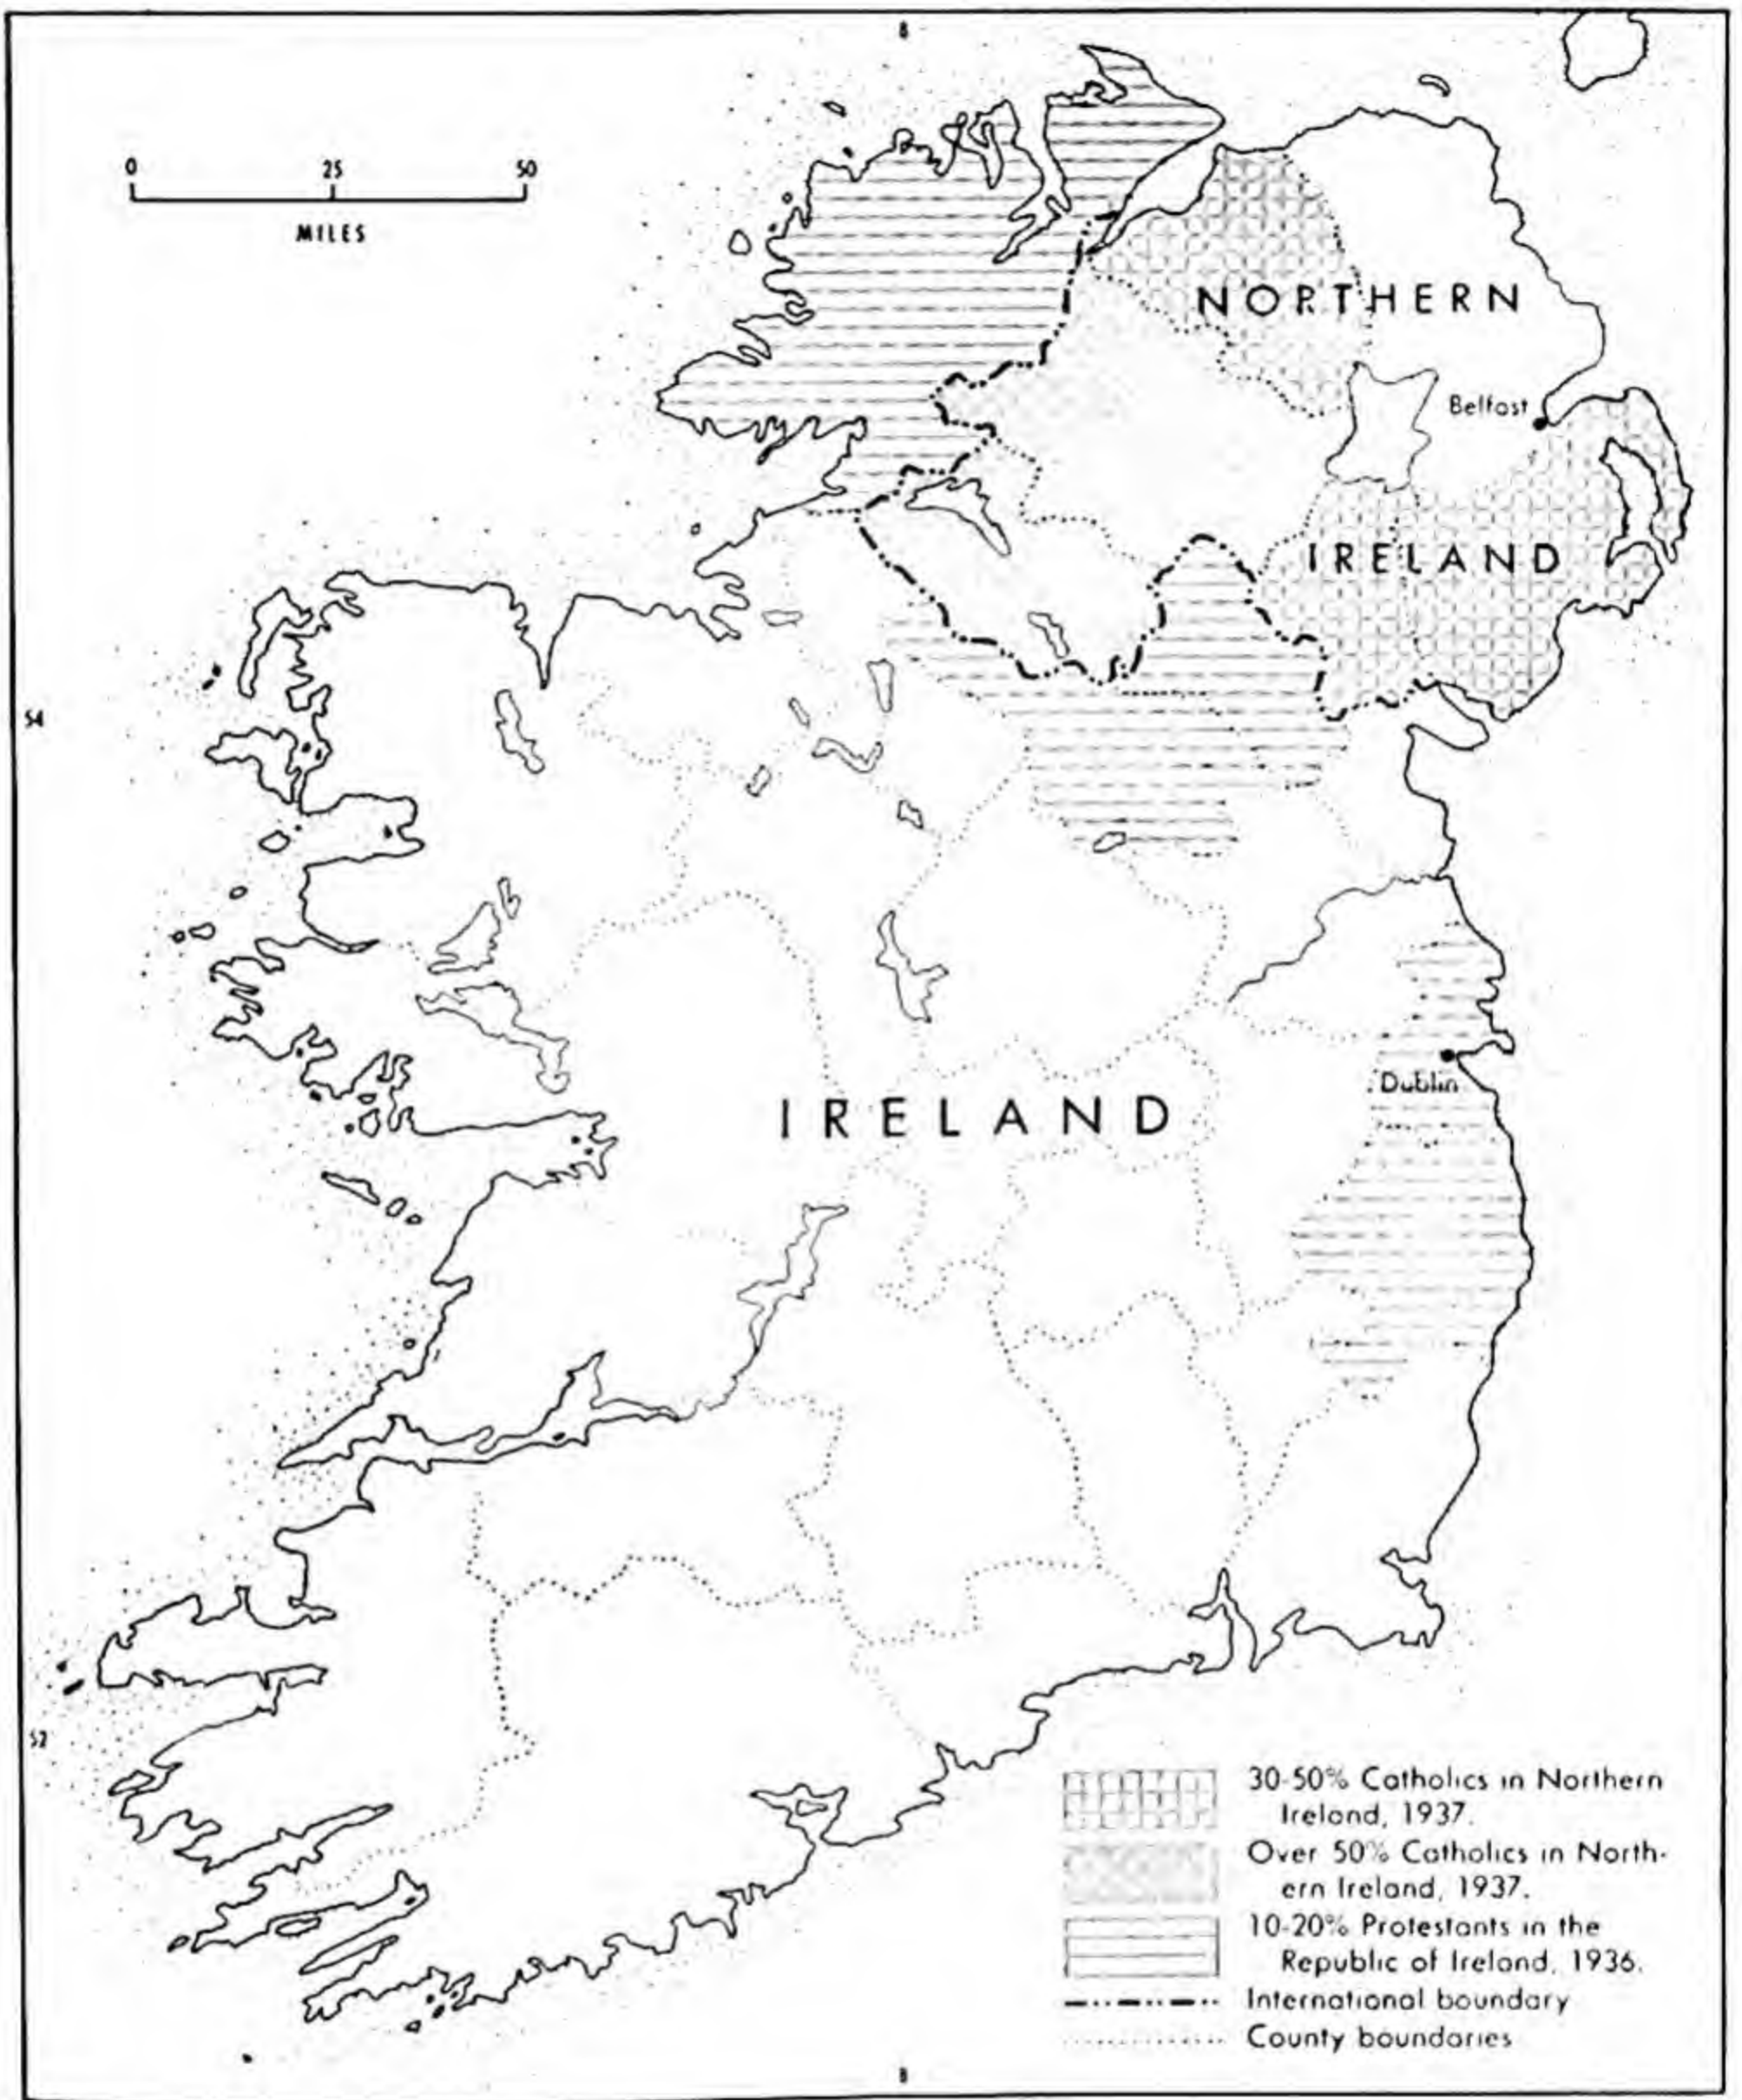 8
0 25 50
MILES
NORTHERN
Belfast
IRELAND
54
Dublin
IRELAND
52
30-50% Catholics in Northern
Ireland, 1937.
Over 50% Catholics in North-
ern Ireland, 1937.
10-20% Protestants in the
Republic of Ireland, 1936.
International boundary
County boundaries
8